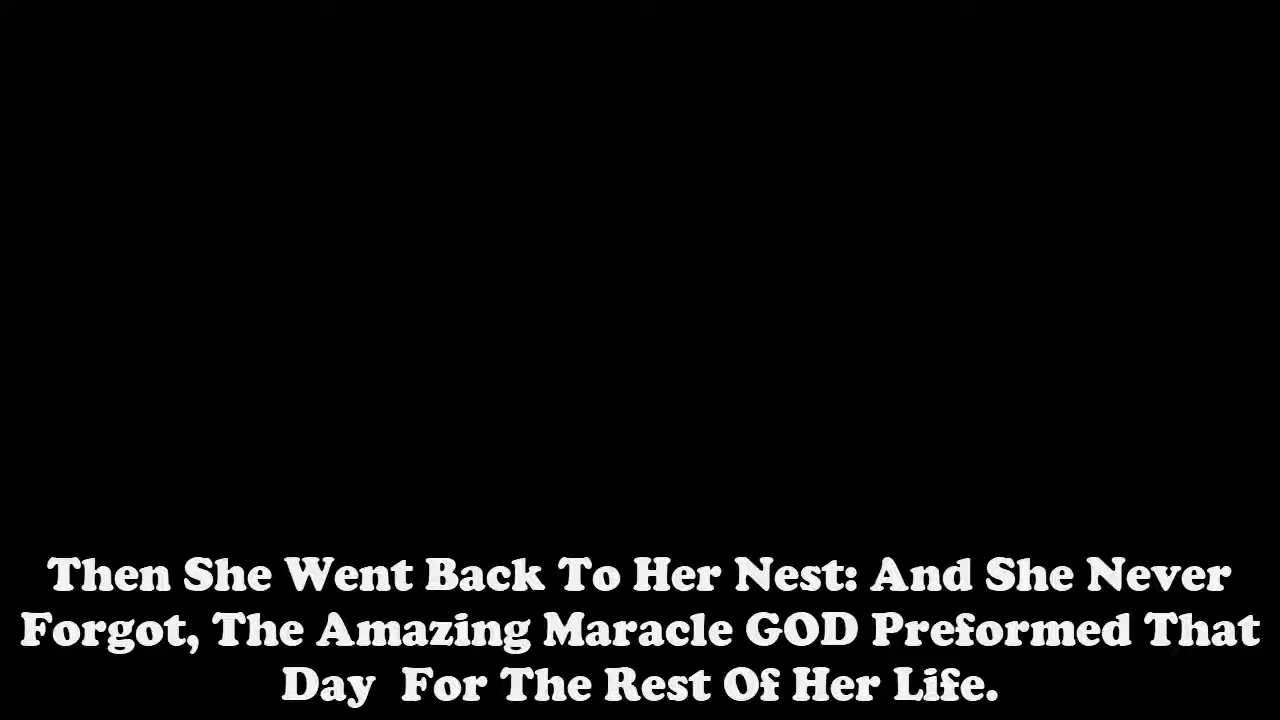 Then She Went Back To Her Nest: And She Never
Forgot, The Amazing Maracle GOD Preformed That
Day  For The Rest Of Her Life.